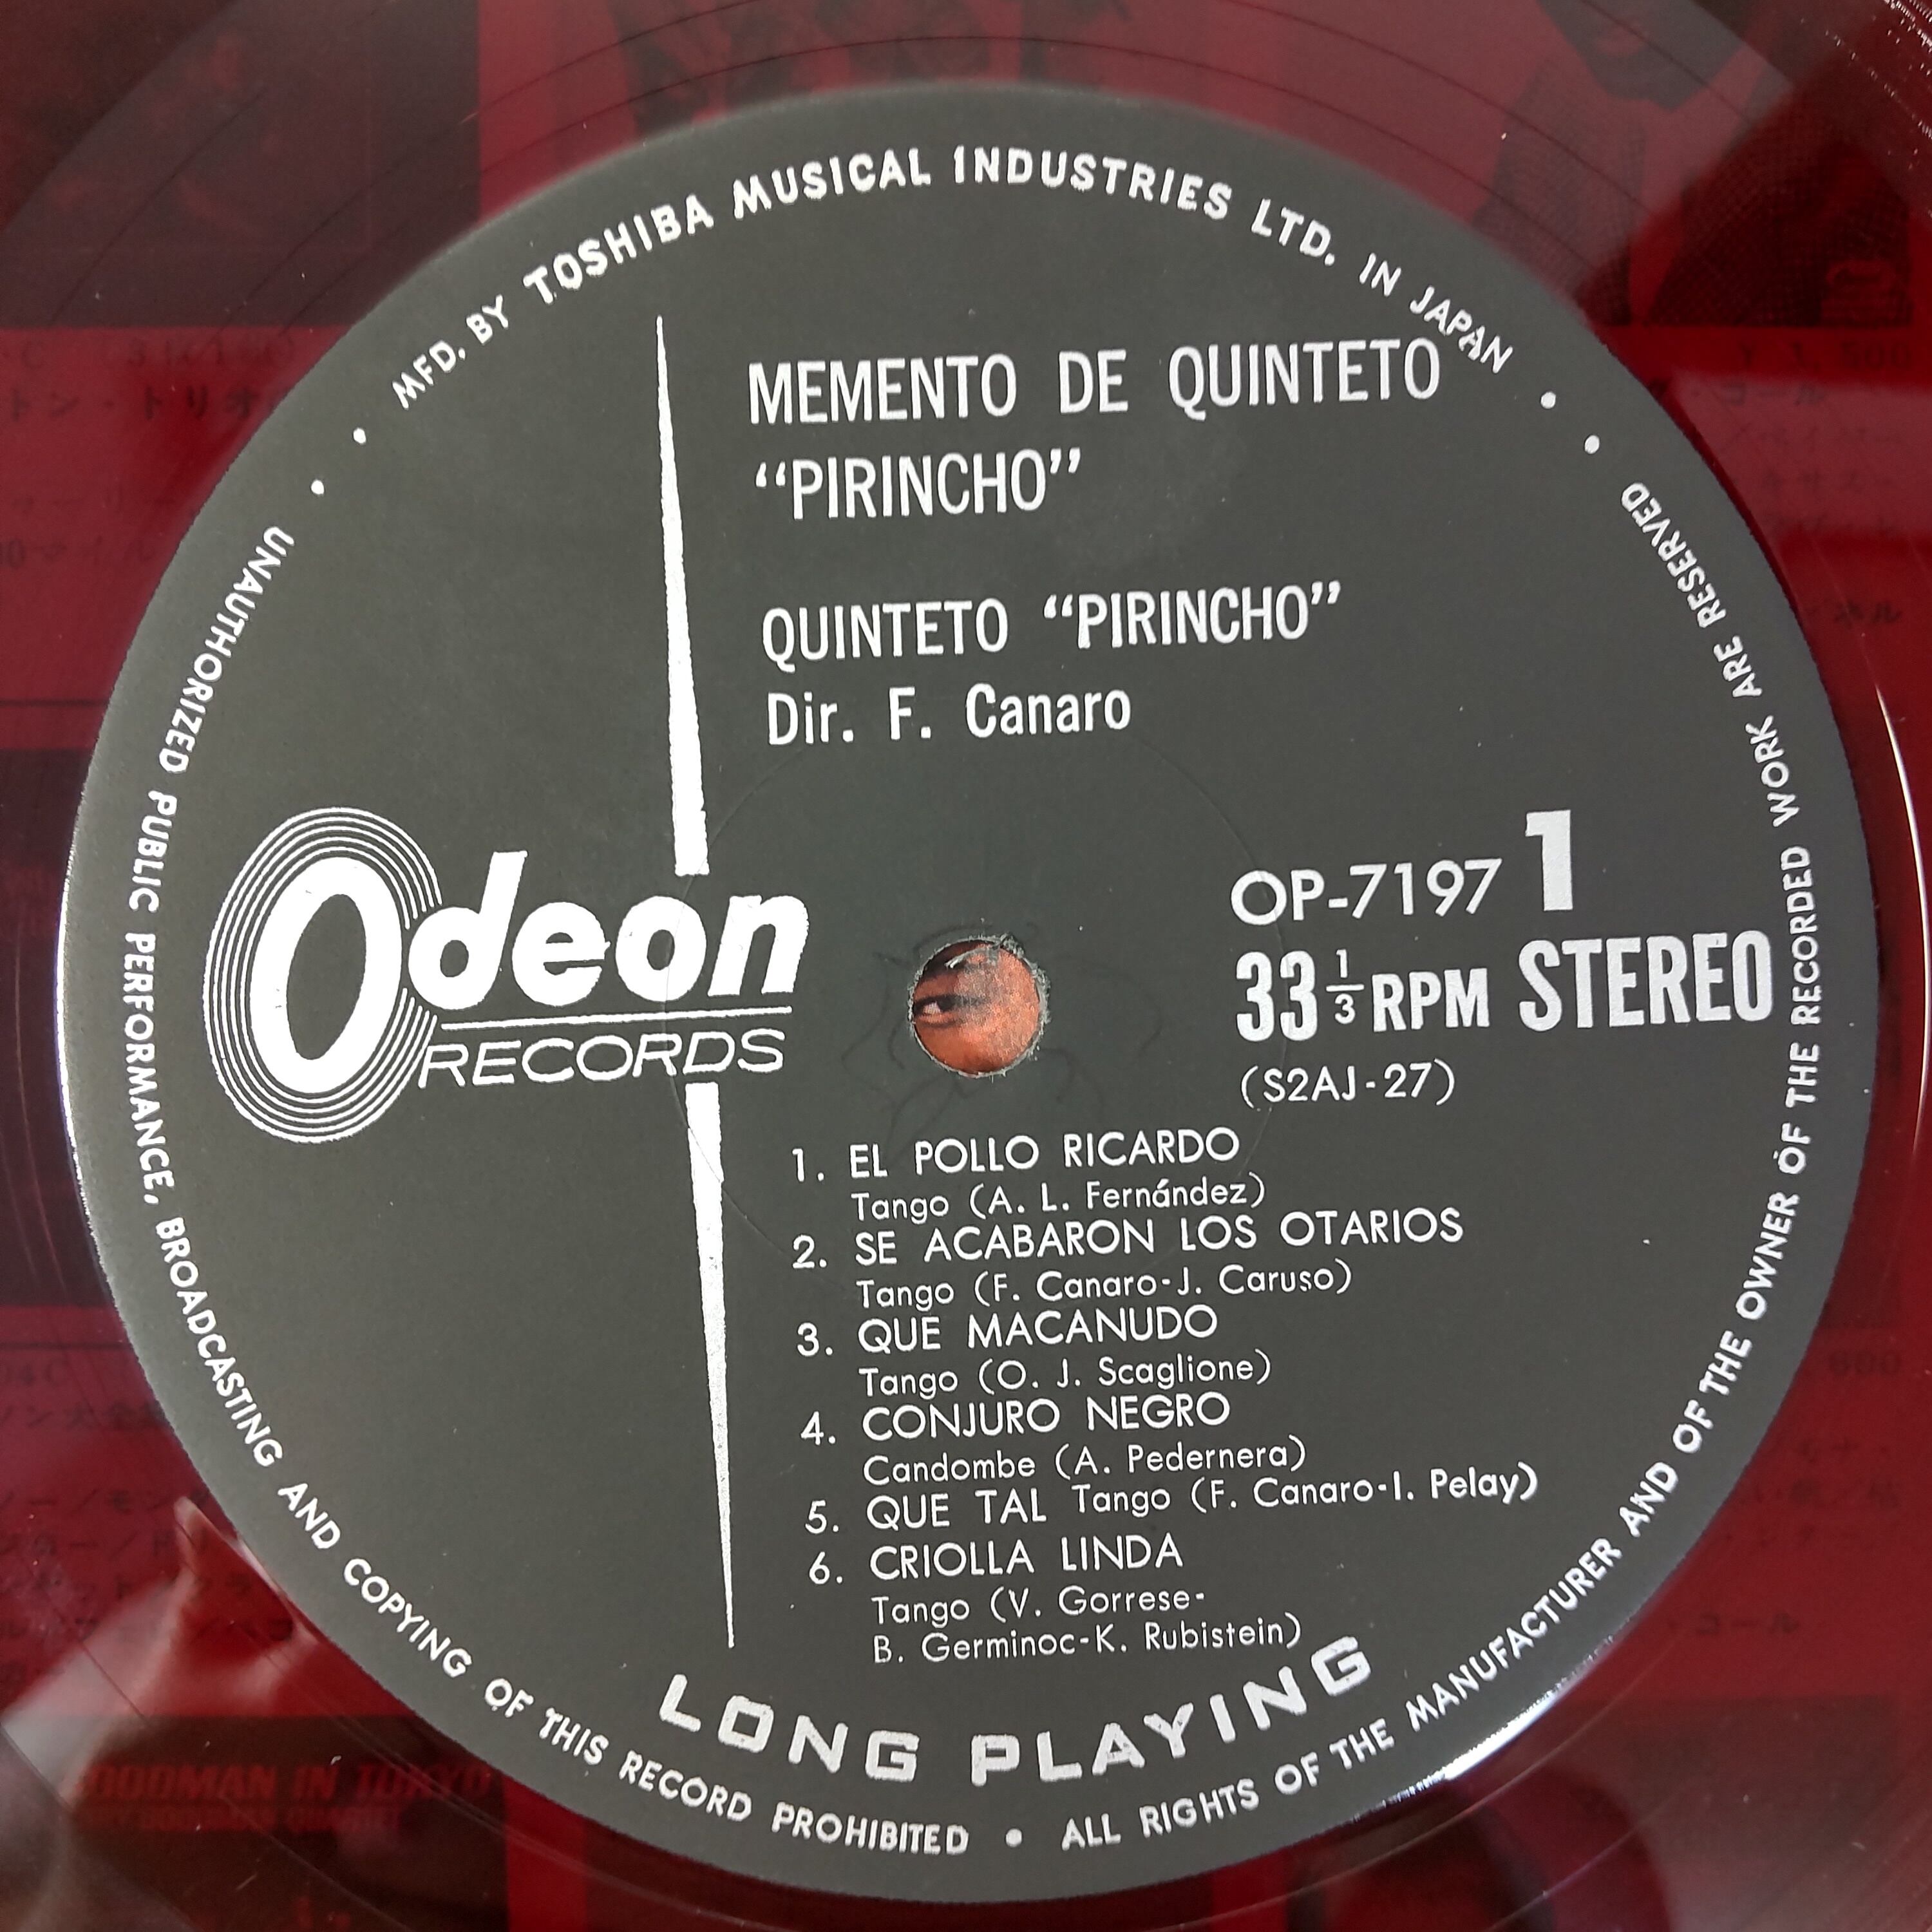 MFD. BY TOSHIBA MUSICAL INDUSTRIES LTD. IN JAPAN
MEMENTO DE QUINTETO
“PIRINCHO”
QUINTETO “PIRINCHO”
Dir. F. Canaro
Odeon
RECORDS
OP-7197 1
33 1/3 RPM STEREO
(S2AJ-27)
1. EL POLLO RICARDO
Tango (A. L. Fernández)
2. SE ACABARON LOS OTARIOS
Tango (F. Canaro-J. Caruso)
3. QUE MACANUDO
Tango (O. J. Scaglione)
4. CONJURO NEGRO
Candombe (A. Pedernera)
5. QUE TAL Tango (F. Canaro-I. Pelay)
6. CRIOLLA LINDA
Tango (V. Gorrese-
B. Germinoc-K. Rubistein)
LONG PLAYING
UNAUTHORIZED PUBLIC PERFORMANCE, BROADCASTING AND COPYING OF THIS RECORD PROHIBITED • ALL RIGHTS OF THE MANUFACTURER AND OF THE OWNER OF THE RECORDED WORK ARE RESERVED
IN TOKYO